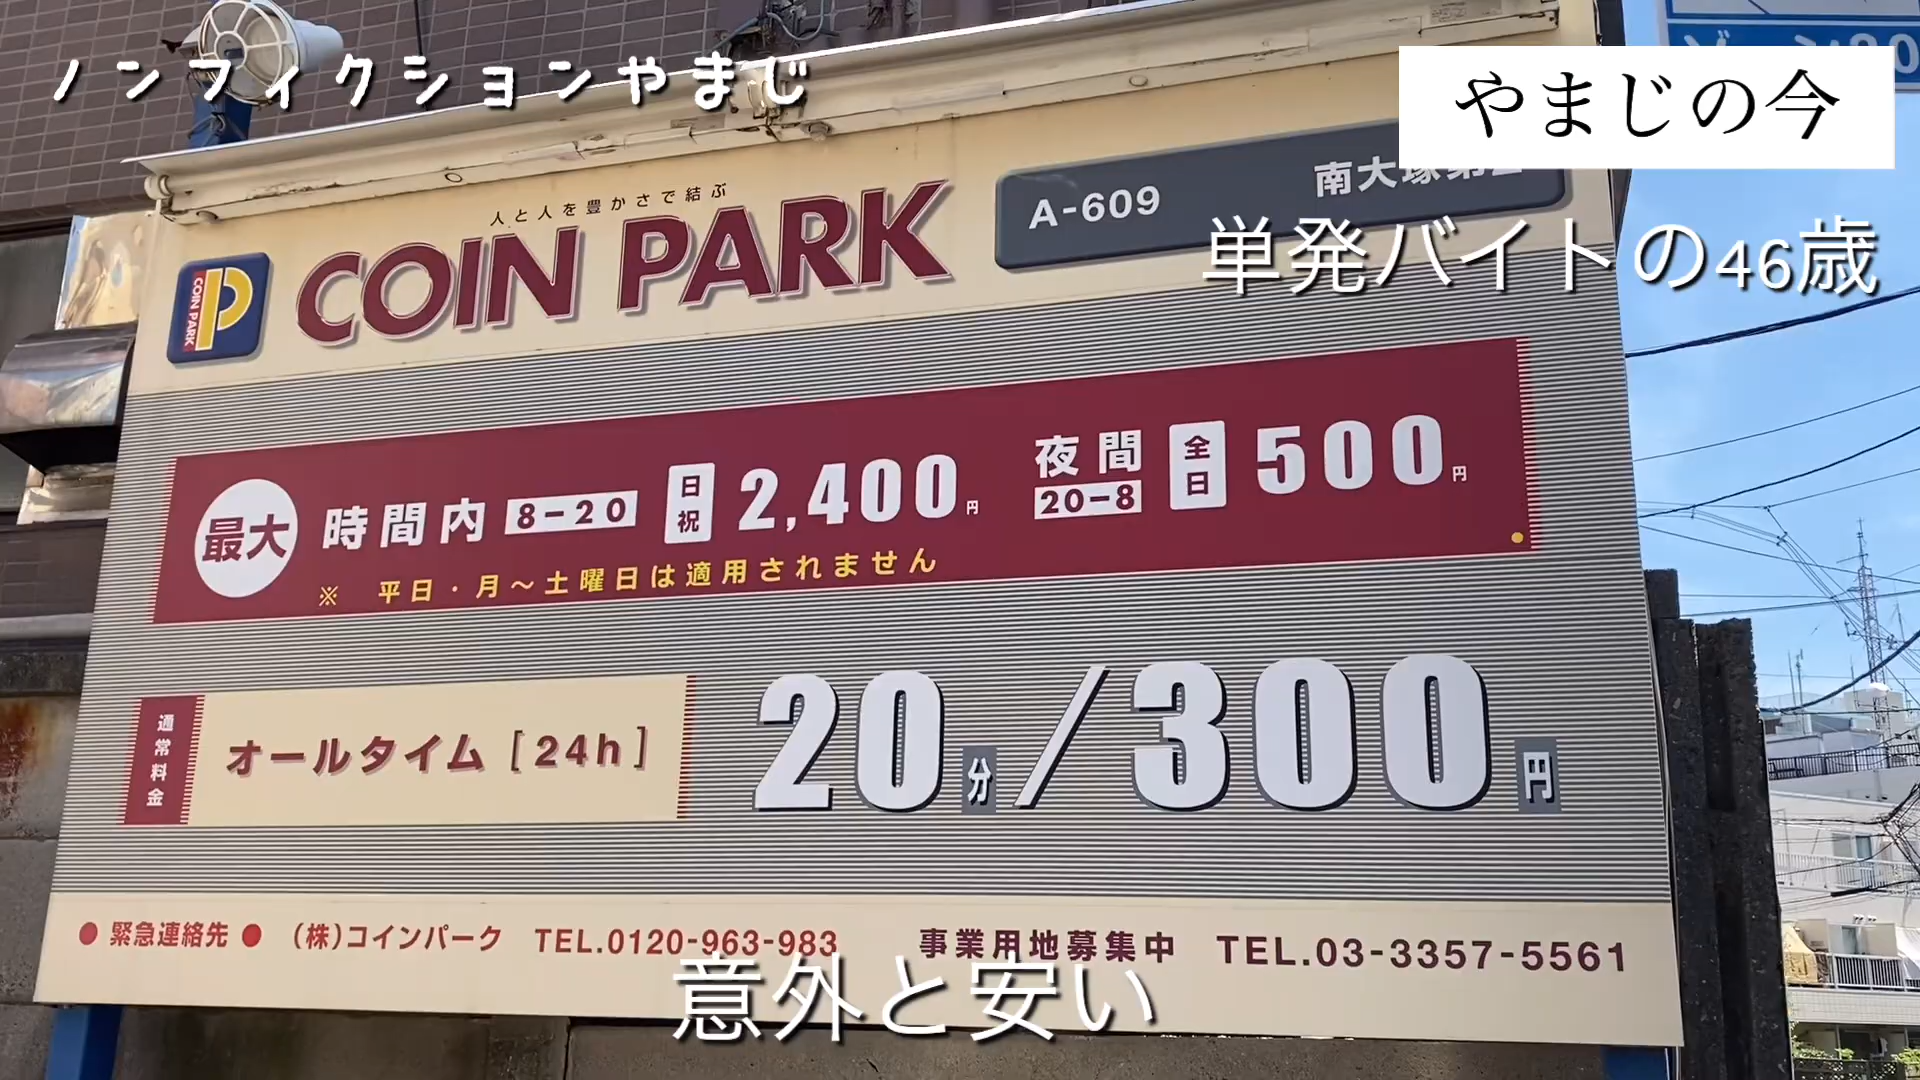 ノンフィクションやまじ
やまじの今
単発バイトの46歳
人と人を豊かさで結ぶ
COIN PARK
COIN PARK
A-609 南大塚
最大 時間内 8-20 日祝 2,400円 夜間 20-8 全日 500円
※ 平日・月～土曜日は適用されません
通常料金 オールタイム [24h] 20分/300円
● 緊急連絡先 ● (株)コインパーク TEL.0120-963-983 事業用地募集中 TEL.03-3357-5561
意外と安い